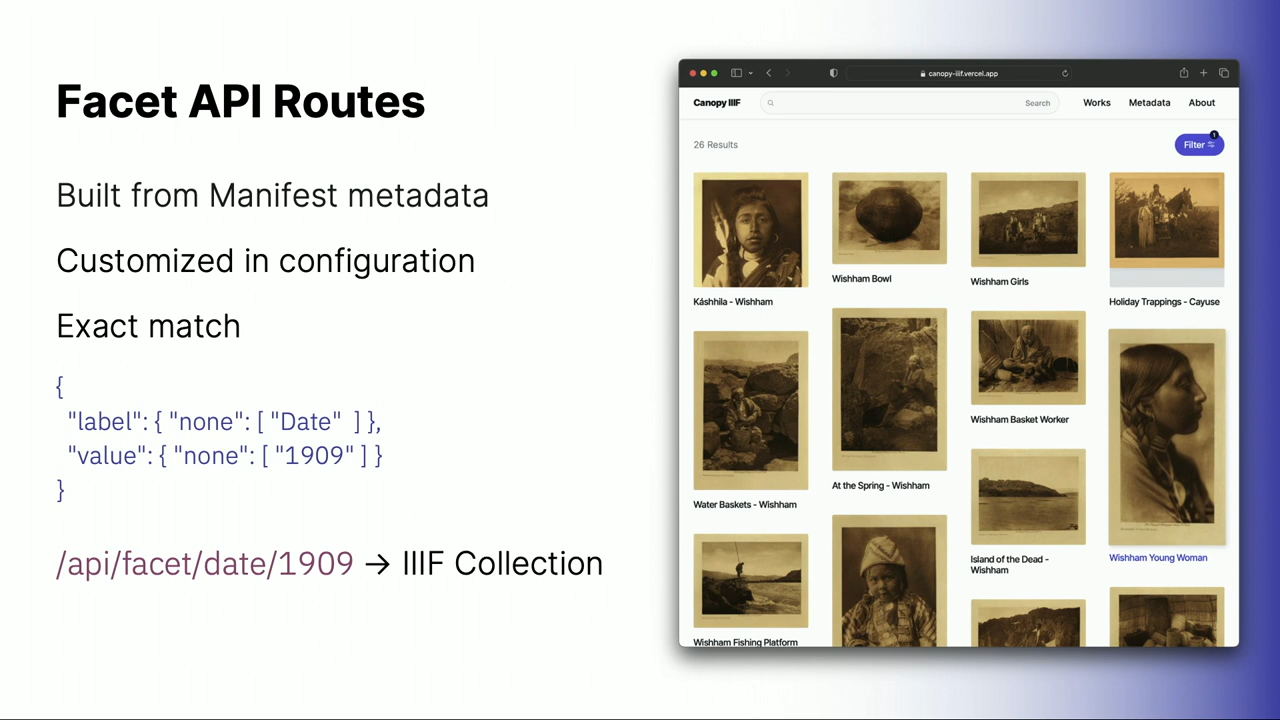 Facet API Routes
Built from Manifest metadata
Customized in configuration
Exact match
{
"label": { "none": [ "Date" ] },
"value": { "none": [ "1909" ] }
}
/api/facet/date/1909 → IIIF Collection
canopy-iiif.vercel.app
Canopy IIIF
Search
Works
Metadata
About
26 Results
Filter
1
Káshhila - Wishham
Wishham Bowl
Wishham Girls
Holiday Trappings - Cayuse
Water Baskets - Wishham
At the Spring - Wishham
Wishham Basket Worker
Island of the Dead -
Wishham
Wishham Young Woman
Wishham Fishing Platform